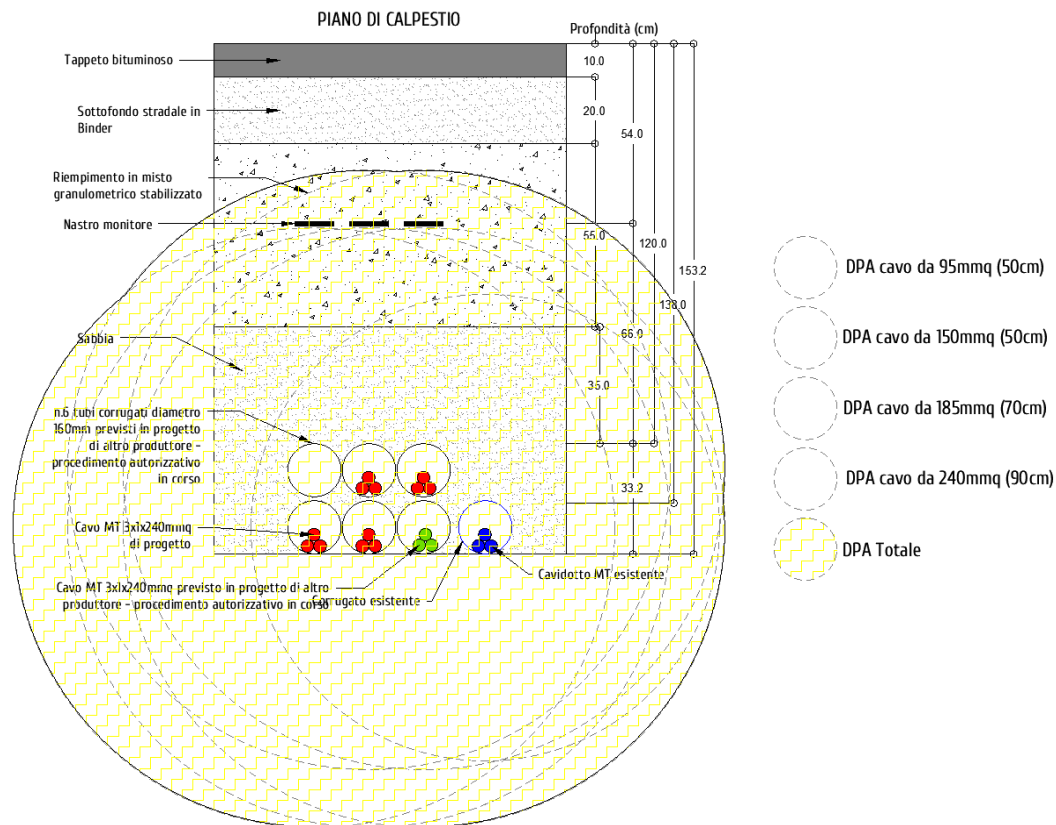 PIANO DI CALPESTIO
Profondità (cm)
Tappeto bituminoso
10.0
Sottofondo stradale in
Binder
20.0
54.0
Riempimento in misto
granulometrico stabilizzato
Nastro monitore
55.0
120.0
153.2
138.0
66.0
Sabbia
35.0
n.6 tubi corrugati diametro
160mm previsti in progetto
di altro produttore -
procedimento autorizzativo
in corso
33.2
Cavo MT 3x1x240mmq
di progetto
Cavidotto MT esistente
Cavo MT 3x1x240mmq previsto in progetto di altro
produttore - procedimento autorizzativo in corso
Corrugato esistente
DPA cavo da 95mmq (50cm)
DPA cavo da 150mmq (50cm)
DPA cavo da 185mmq (70cm)
DPA cavo da 240mmq (90cm)
DPA Totale